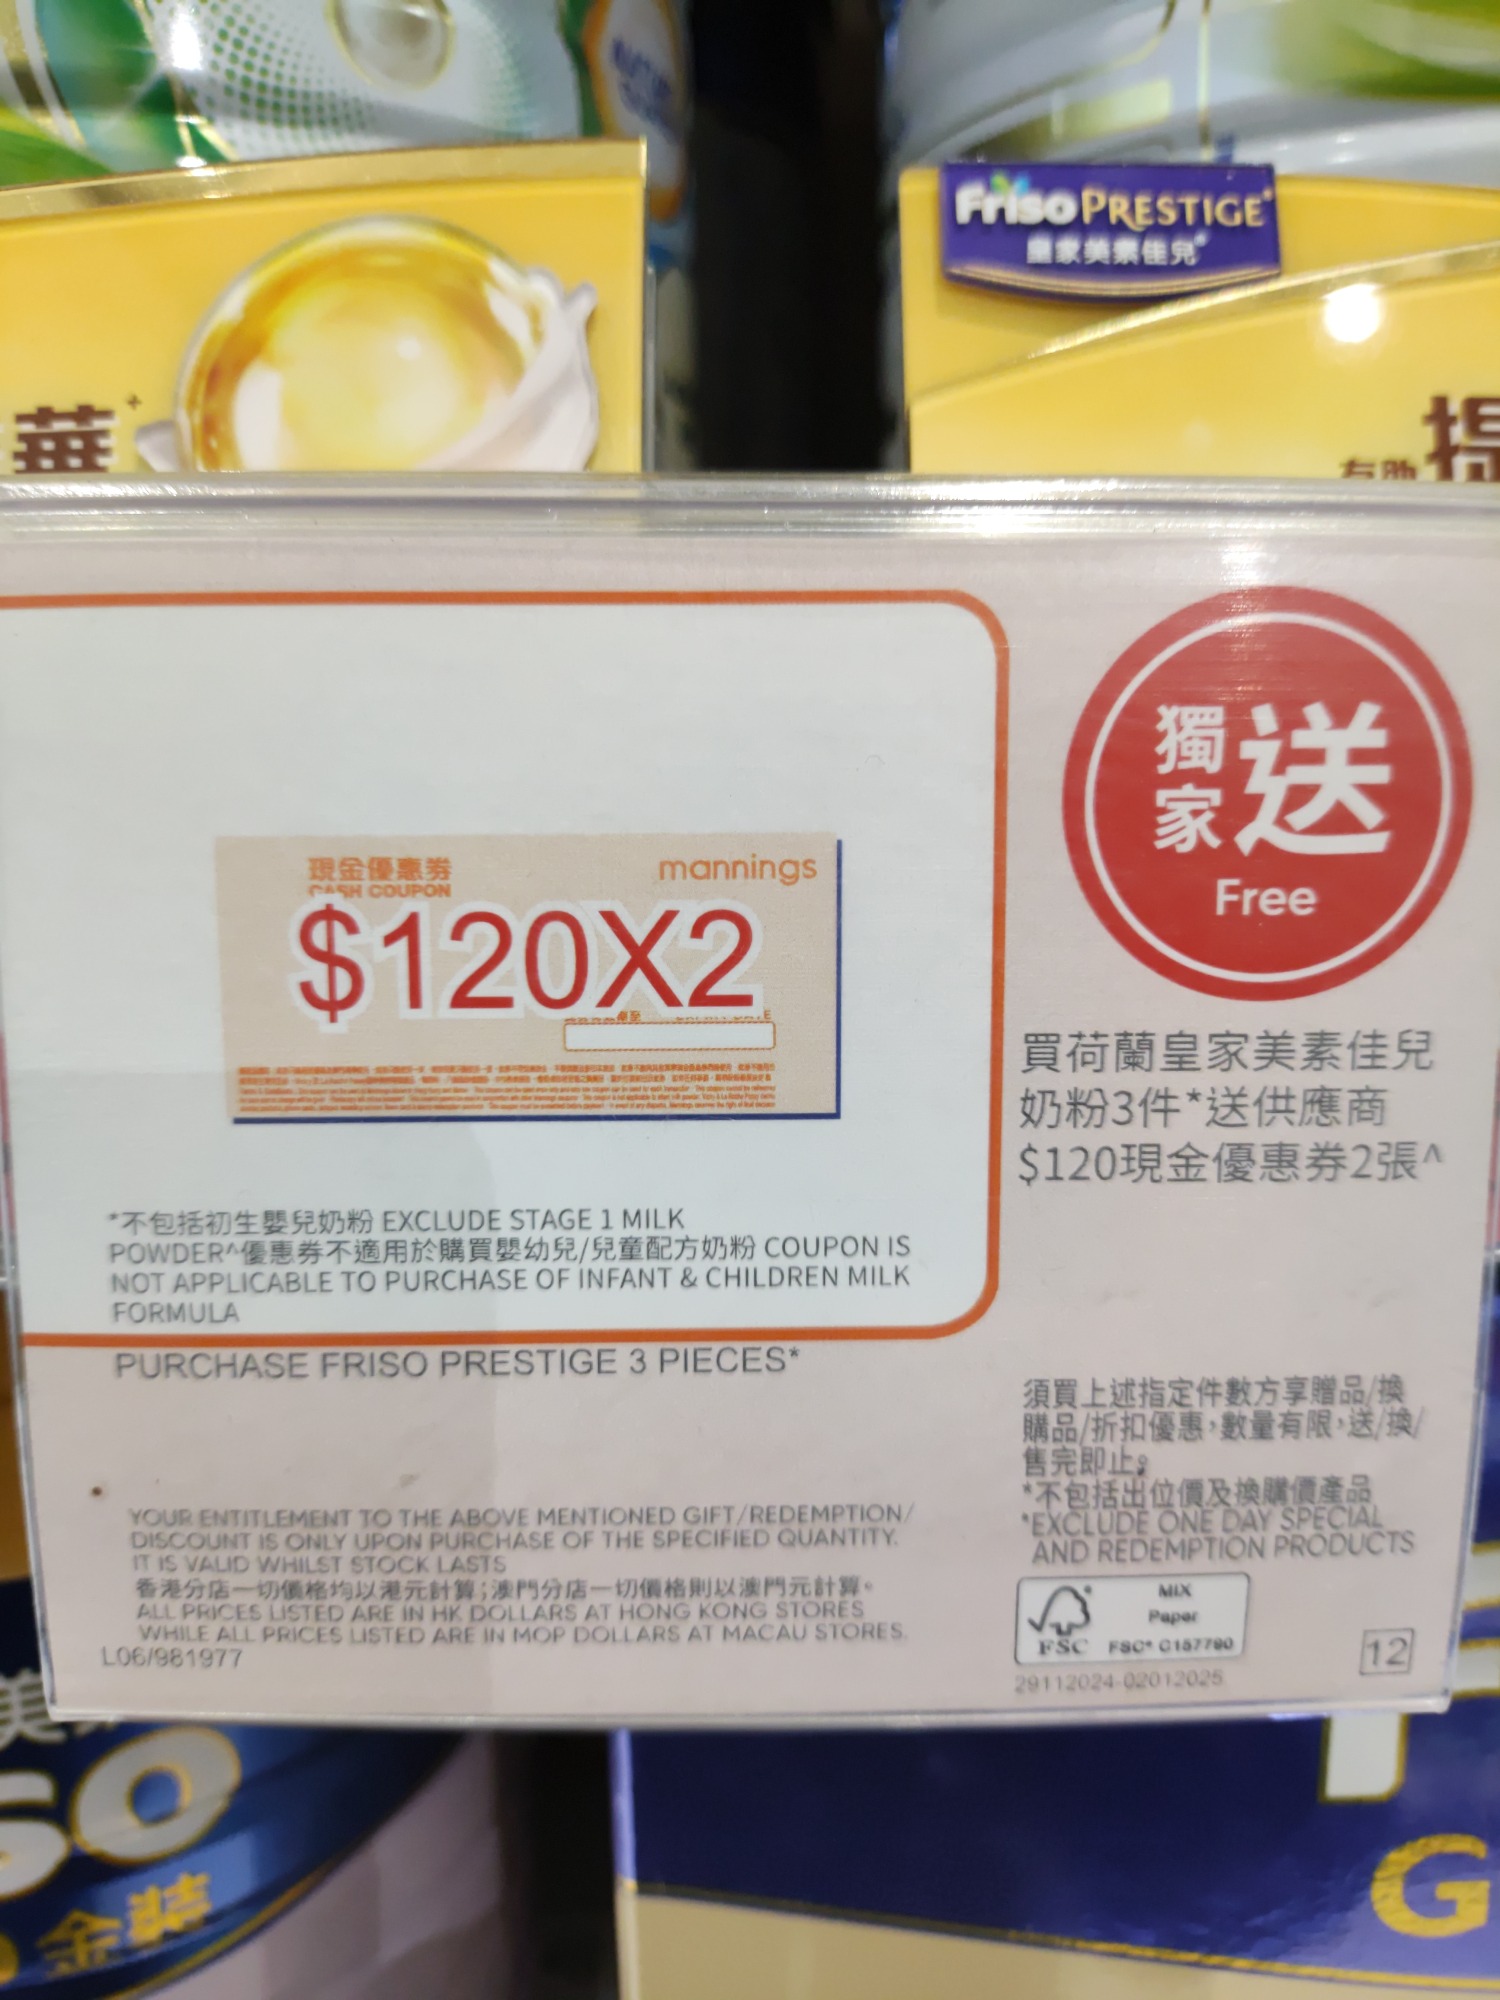 Friso PRESTIGE
皇家美素佳兒
華+
有助
獨家送
Free
現金優惠券
mannings
CASH COUPON
$120X2
買荷蘭皇家美素佳兒
奶粉3件*送供應商
$120現金優惠券2張^
*不包括初生嬰兒奶粉 EXCLUDE STAGE 1 MILK
POWDER^優惠券不適用於購買嬰幼兒/兒童配方奶粉 COUPON IS
NOT APPLICABLE TO PURCHASE OF INFANT & CHILDREN MILK
FORMULA
PURCHASE FRISO PRESTIGE 3 PIECES*
須買上述指定件數方享贈品/換
購品/折扣優惠，數量有限，送/換/
售完即止。
*不包括出位價及換購價產品
*EXCLUDE ONE DAY SPECIAL
AND REDEMPTION PRODUCTS
YOUR ENTITLEMENT TO THE ABOVE MENTIONED GIFT/REDEMPTION/
DISCOUNT IS ONLY UPON PURCHASE OF THE SPECIFIED QUANTITY.
IT IS VALID WHILST STOCK LASTS
香港分店一切價格均以港元計算；澳門分店一切價格則以澳門元計算。
ALL PRICES LISTED ARE IN HK DOLLARS AT HONG KONG STORES
WHILE ALL PRICES LISTED ARE IN MOP DOLLARS AT MACAU STORES.
L06/981977
FSC
MIX
Paper
FSC® C157790
29112024-02012025
12
美
SO
金裝
G